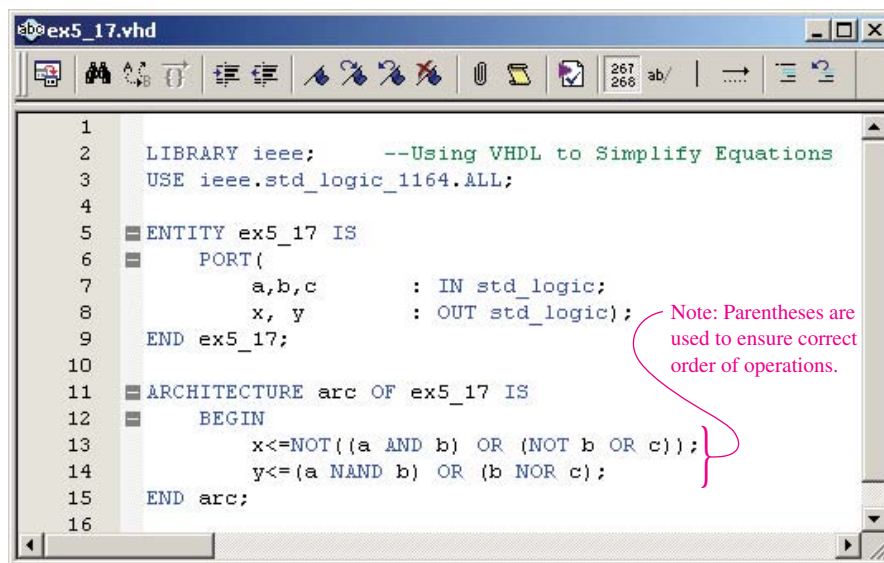 ex5_17.vhd
267
268
ab/
1
2 LIBRARY ieee; --Using VHDL to Simplify Equations
3 USE ieee.std_logic_1164.ALL;
4
5 ENTITY ex5_17 IS
6 PORT(
7 a,b,c : IN std_logic;
8 x, y : OUT std_logic);
9 END ex5_17;
10
11 ARCHITECTURE arc OF ex5_17 IS
12 BEGIN
13 x<=NOT((a AND b) OR (NOT b OR c));
14 y<=(a NAND b) OR (b NOR c);
15 END arc;
16
Note: Parentheses are
used to ensure correct
order of operations.